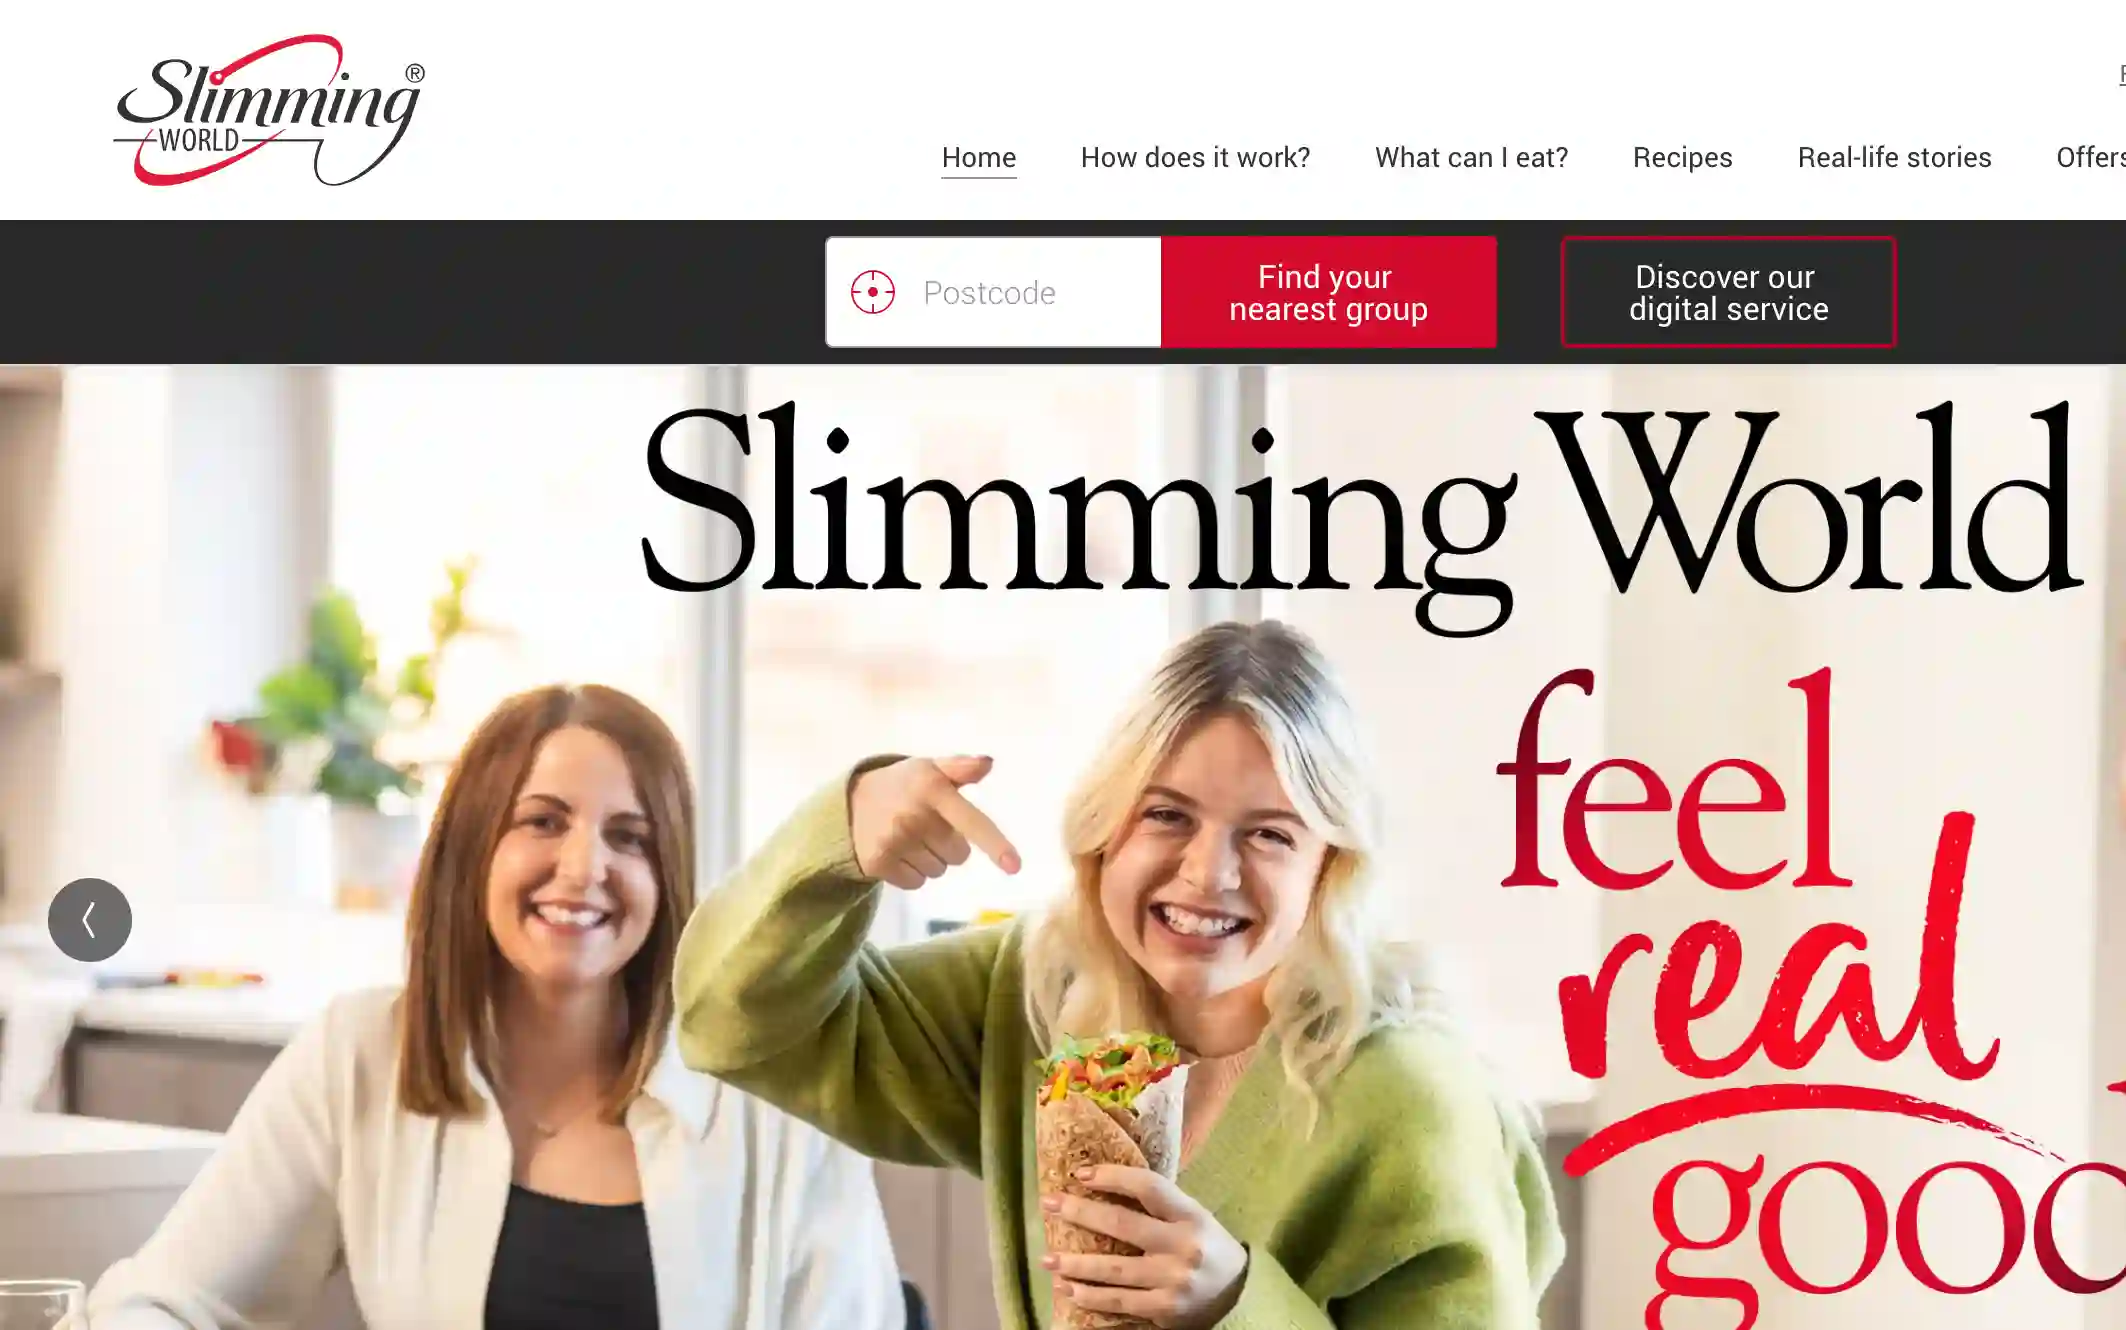 Slimming®
WORLD
Home How does it work? What can I eat? Recipes Real-life stories Offers
Postcode
Find your
nearest group
Discover our
digital service
Slimming World
feel
real
good